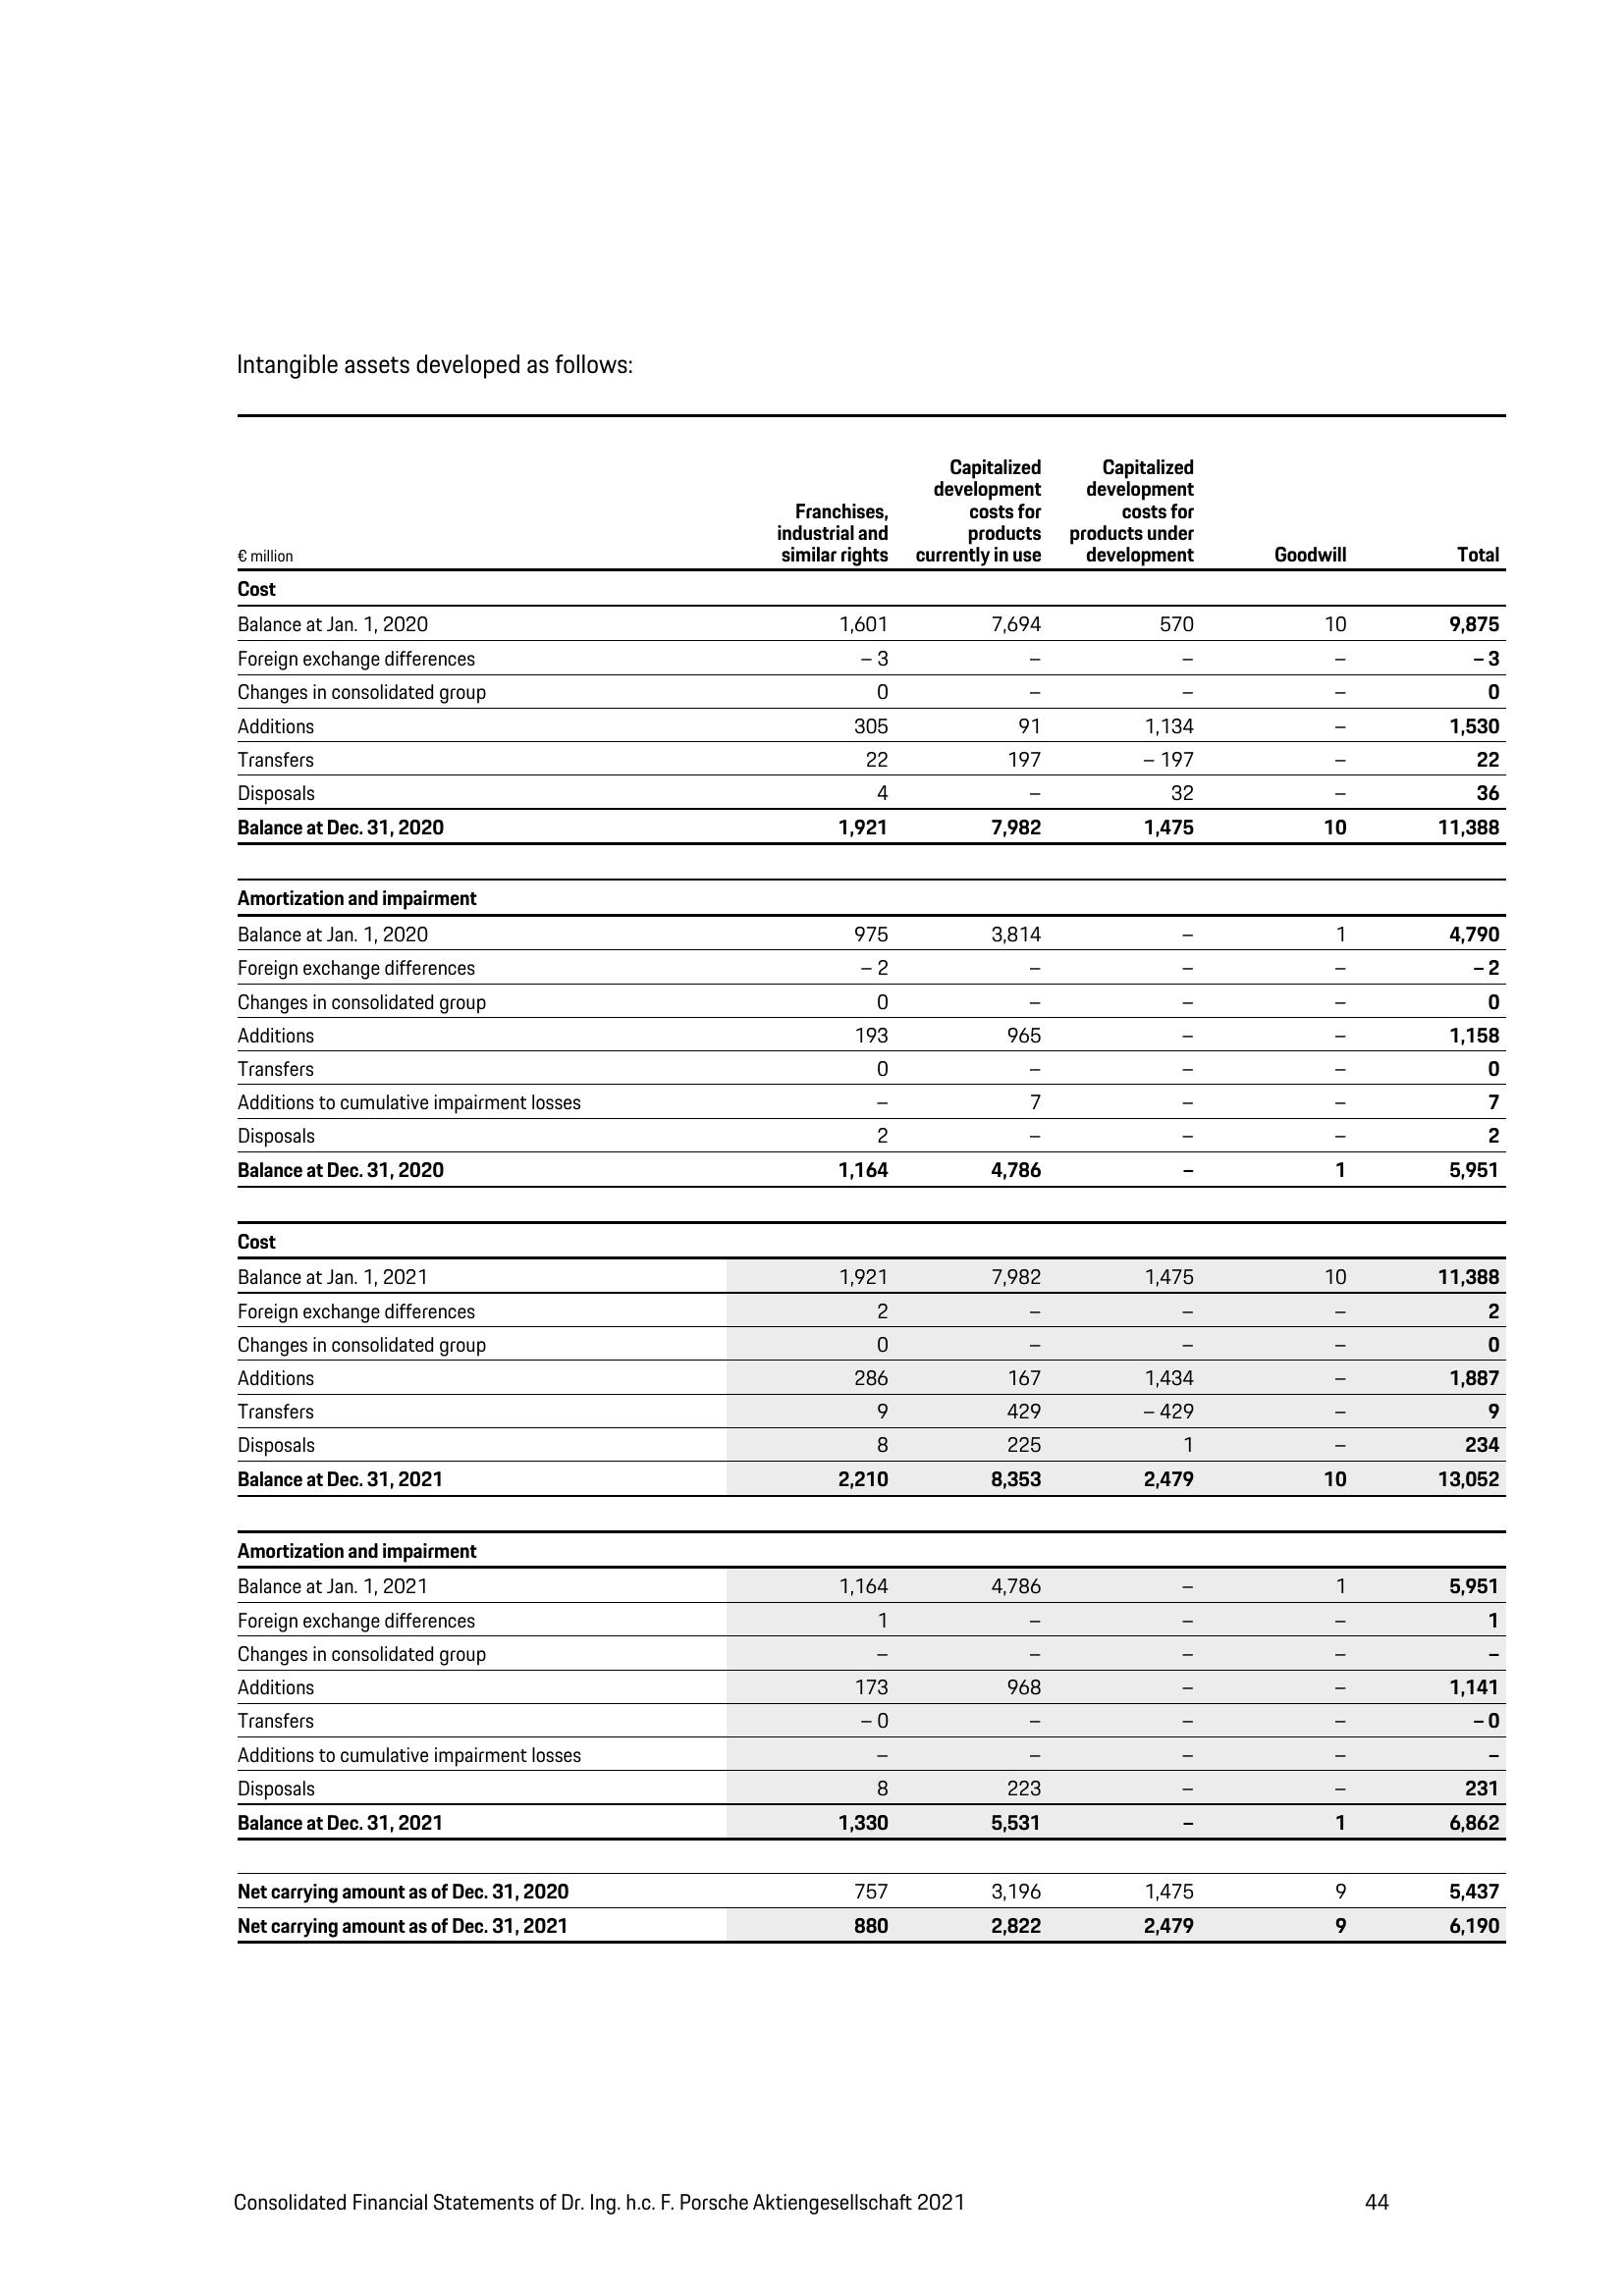 Intangible assets developed as follows:
€ million Franchises, industrial and similar rights Capitalized development costs for products currently in use Capitalized development costs for products under development Goodwill Total
Cost
Balance at Jan. 1, 2020 1,601 7,694 570 10 9,875
Foreign exchange differences – 3 – – – – 3
Changes in consolidated group 0 – – – 0
Additions 305 91 1,134 – 1,530
Transfers 22 197 – 197 – 22
Disposals 4 – 32 – 36
Balance at Dec. 31, 2020 1,921 7,982 1,475 10 11,388
Amortization and impairment
Balance at Jan. 1, 2020 975 3,814 – 1 4,790
Foreign exchange differences – 2 – – – – 2
Changes in consolidated group 0 – – – 0
Additions 193 965 – – 1,158
Transfers 0 – – – 0
Additions to cumulative impairment losses – 7 – – 7
Disposals 2 – – – 2
Balance at Dec. 31, 2020 1,164 4,786 – 1 5,951
Cost
Balance at Jan. 1, 2021 1,921 7,982 1,475 10 11,388
Foreign exchange differences 2 – – – 2
Changes in consolidated group 0 – – – 0
Additions 286 167 1,434 – 1,887
Transfers 9 429 – 429 – 9
Disposals 8 225 1 – 234
Balance at Dec. 31, 2021 2,210 8,353 2,479 10 13,052
Amortization and impairment
Balance at Jan. 1, 2021 1,164 4,786 – 1 5,951
Foreign exchange differences 1 – – – 1
Changes in consolidated group – – – – –
Additions 173 968 – – 1,141
Transfers – 0 – – – – 0
Additions to cumulative impairment losses – – – – –
Disposals 8 223 – – 231
Balance at Dec. 31, 2021 1,330 5,531 – 1 6,862
Net carrying amount as of Dec. 31, 2020 757 3,196 1,475 9 5,437
Net carrying amount as of Dec. 31, 2021 880 2,822 2,479 9 6,190
Consolidated Financial Statements of Dr. Ing. h.c. F. Porsche Aktiengesellschaft 2021 44